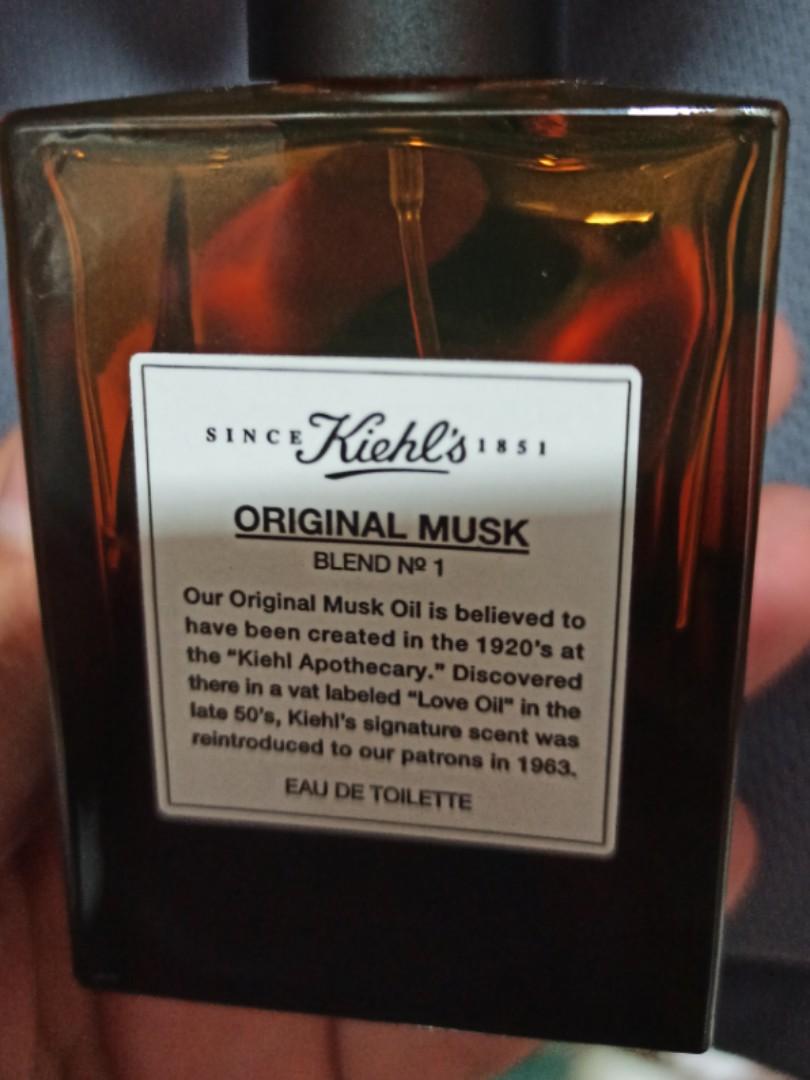 SINCE Kiehl's 1851
ORIGINAL MUSK
BLEND Nº 1
Our Original Musk Oil is believed to
have been created in the 1920's at
the “Kiehl Apothecary.” Discovered
there in a vat labeled “Love Oil” in the
late 50's, Kiehl's signature scent was
reintroduced to our patrons in 1963.
EAU DE TOILETTE